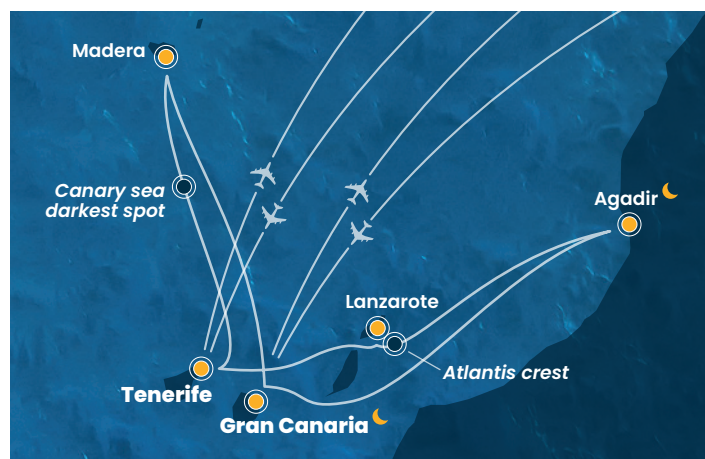 Madera
Canary sea
darkest spot
Agadir
Lanzarote
Atlantis crest
Tenerife
Gran Canaria